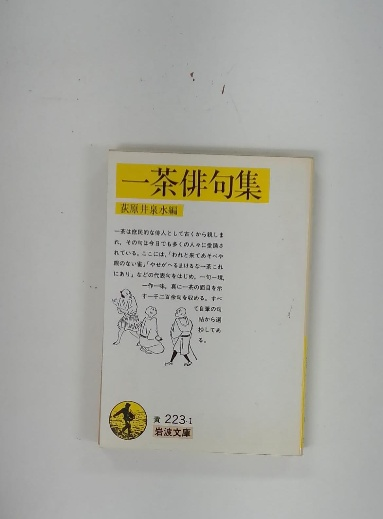 一茶俳句集
荻原井泉水編
一茶は庶民的な俳人として古くから親しま
れ、その句は今日でも多くの人々に愛誦さ
れている。ここには、「われと来てあそべや
親のない雀」「やせがへるまけるな一茶これ
にあり」などの代表句をはじめ、一句一境、
一作一味、真に一茶の面目を示
す一千二百余句を収める。すべ
て自筆の句
帖から選
抄してあ
る。
黄 223-1
岩波文庫